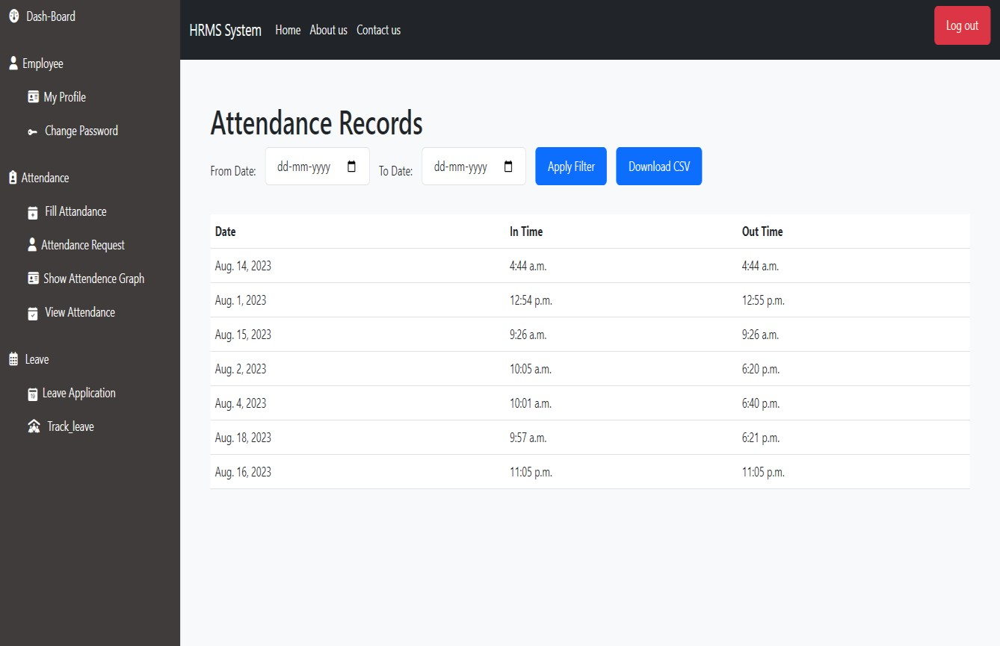 Dash-Board
Employee
My Profile
Change Password
Attendance
Fill Attandance
Attendance Request
Show Attendence Graph
View Attendance
Leave
Leave Application
Track_leave
HRMS System Home About us Contact us Log out
Attendance Records
From Date: dd-mm-yyyy To Date: dd-mm-yyyy Apply Filter Download CSV
Date In Time Out Time
Aug. 14, 2023 4:44 a.m. 4:44 a.m.
Aug. 1, 2023 12:54 p.m. 12:55 p.m.
Aug. 15, 2023 9:26 a.m. 9:26 a.m.
Aug. 2, 2023 10:05 a.m. 6:20 p.m.
Aug. 4, 2023 10:01 a.m. 6:40 p.m.
Aug. 18, 2023 9:57 a.m. 6:21 p.m.
Aug. 16, 2023 11:05 p.m. 11:05 p.m.